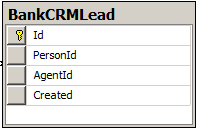 BankCRMLead
Id
PersonId
AgentId
Created